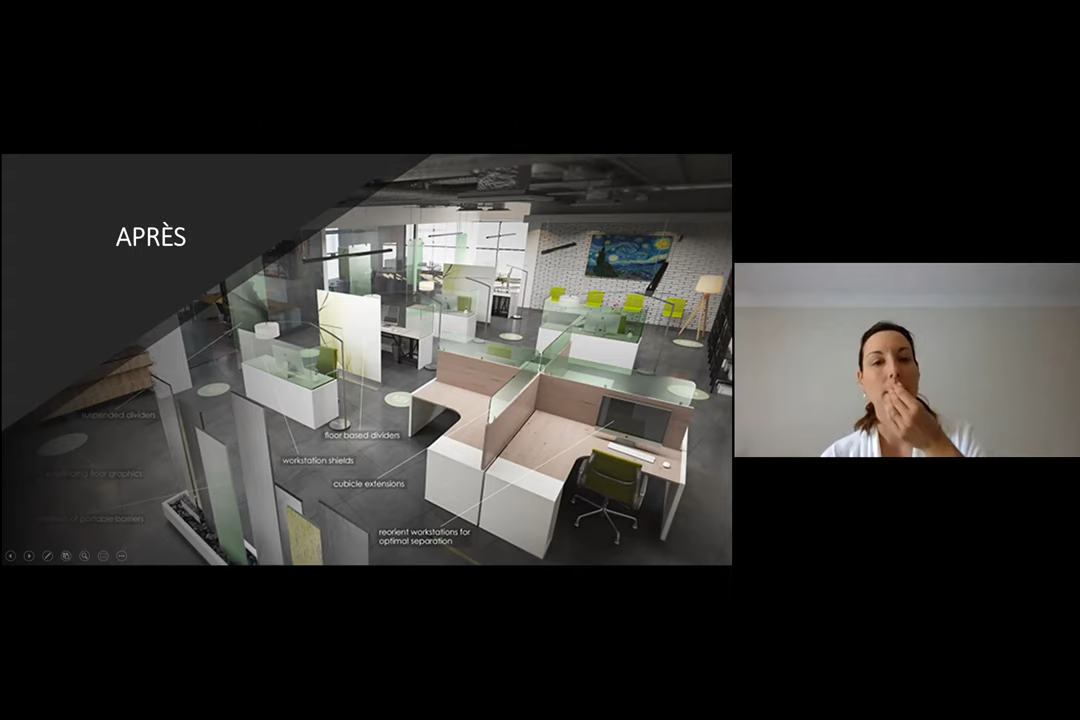 APRÈS
suspended dividers
floor based dividers
workstation shields
cubicle extensions
reorient workstations for
optimal separation